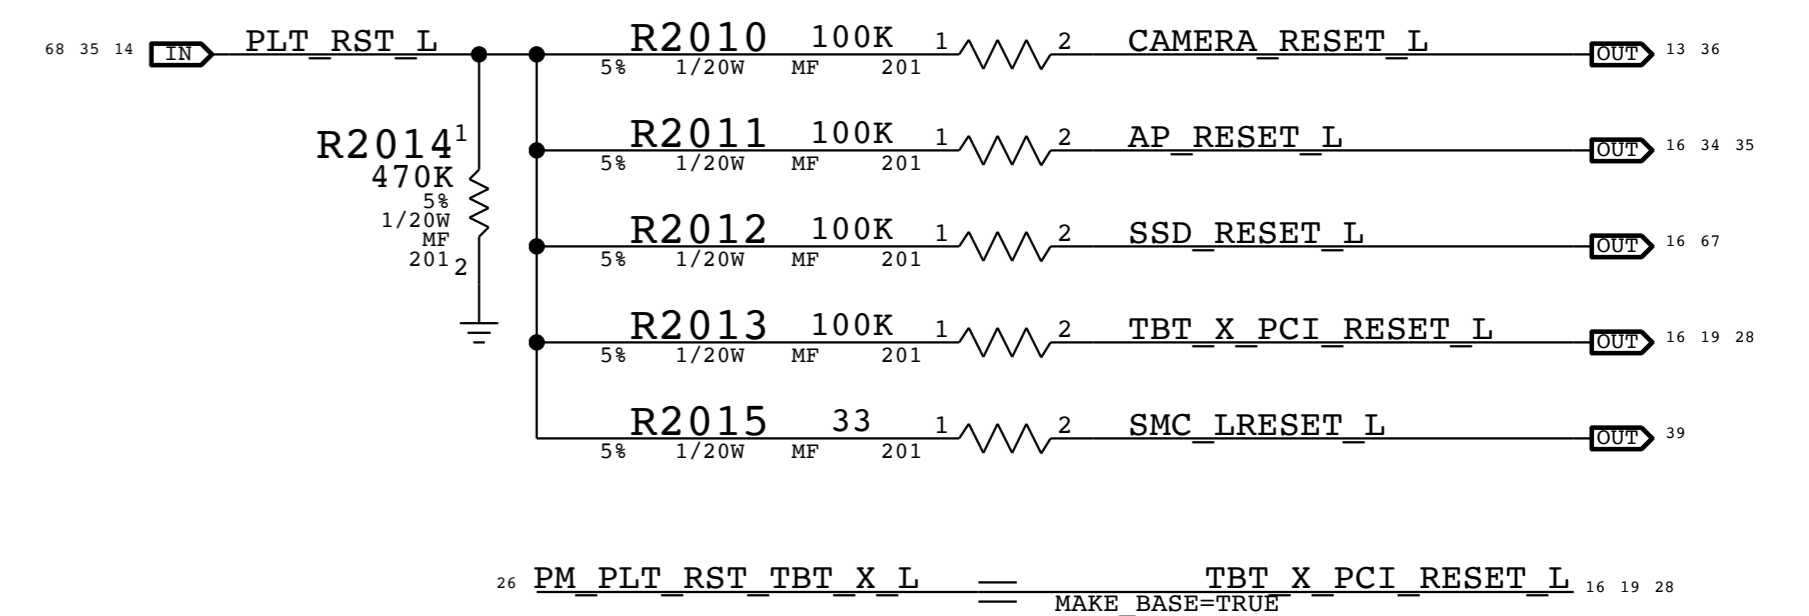 68 35 14 IN PLT_RST_L R2010 100K 1 2 CAMERA_RESET_L OUT 13 36
5% 1/20W MF 201
R2014 1
470K
5%
1/20W
MF
201 2
R2011 100K 1 2 AP_RESET_L OUT 16 34 35
5% 1/20W MF 201
R2012 100K 1 2 SSD_RESET_L OUT 16 67
5% 1/20W MF 201
R2013 100K 1 2 TBT_X_PCI_RESET_L OUT 16 19 28
5% 1/20W MF 201
R2015 33 1 2 SMC_LRESET_L OUT 39
5% 1/20W MF 201
26 PM_PLT_RST_TBT_X_L TBT_X_PCI_RESET_L 16 19 28
MAKE_BASE=TRUE